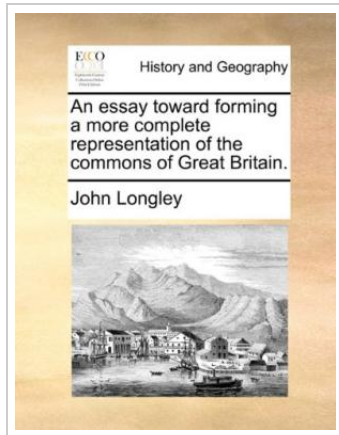 ECCO
History and Geography
An essay toward forming
a more complete
representation of the
commons of Great Britain.
John Longley